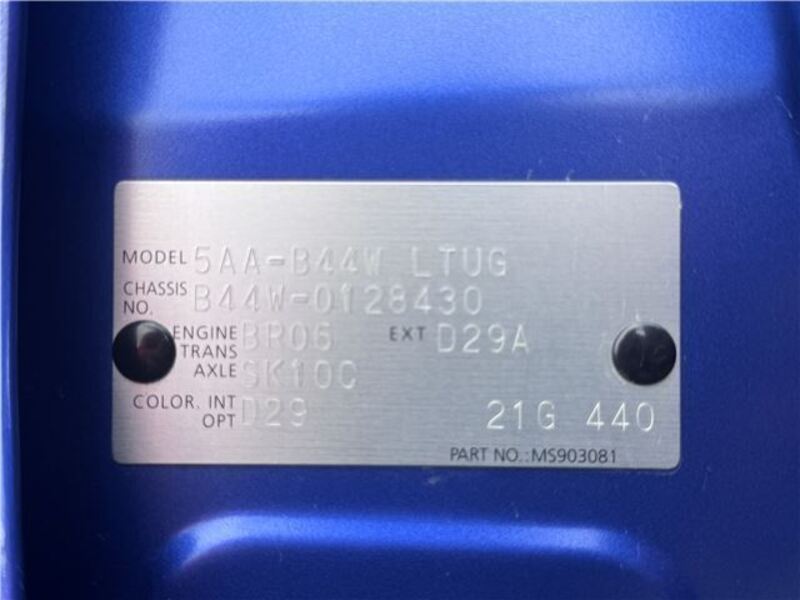 MODEL 5AA-B44W LTUG
CHASSIS NO. B44W-0128430
ENGINE BR06 EXT D29A
TRANS
AXLE SK10C
COLOR, INT D29
OPT 21G 440
PART NO.:MS903081